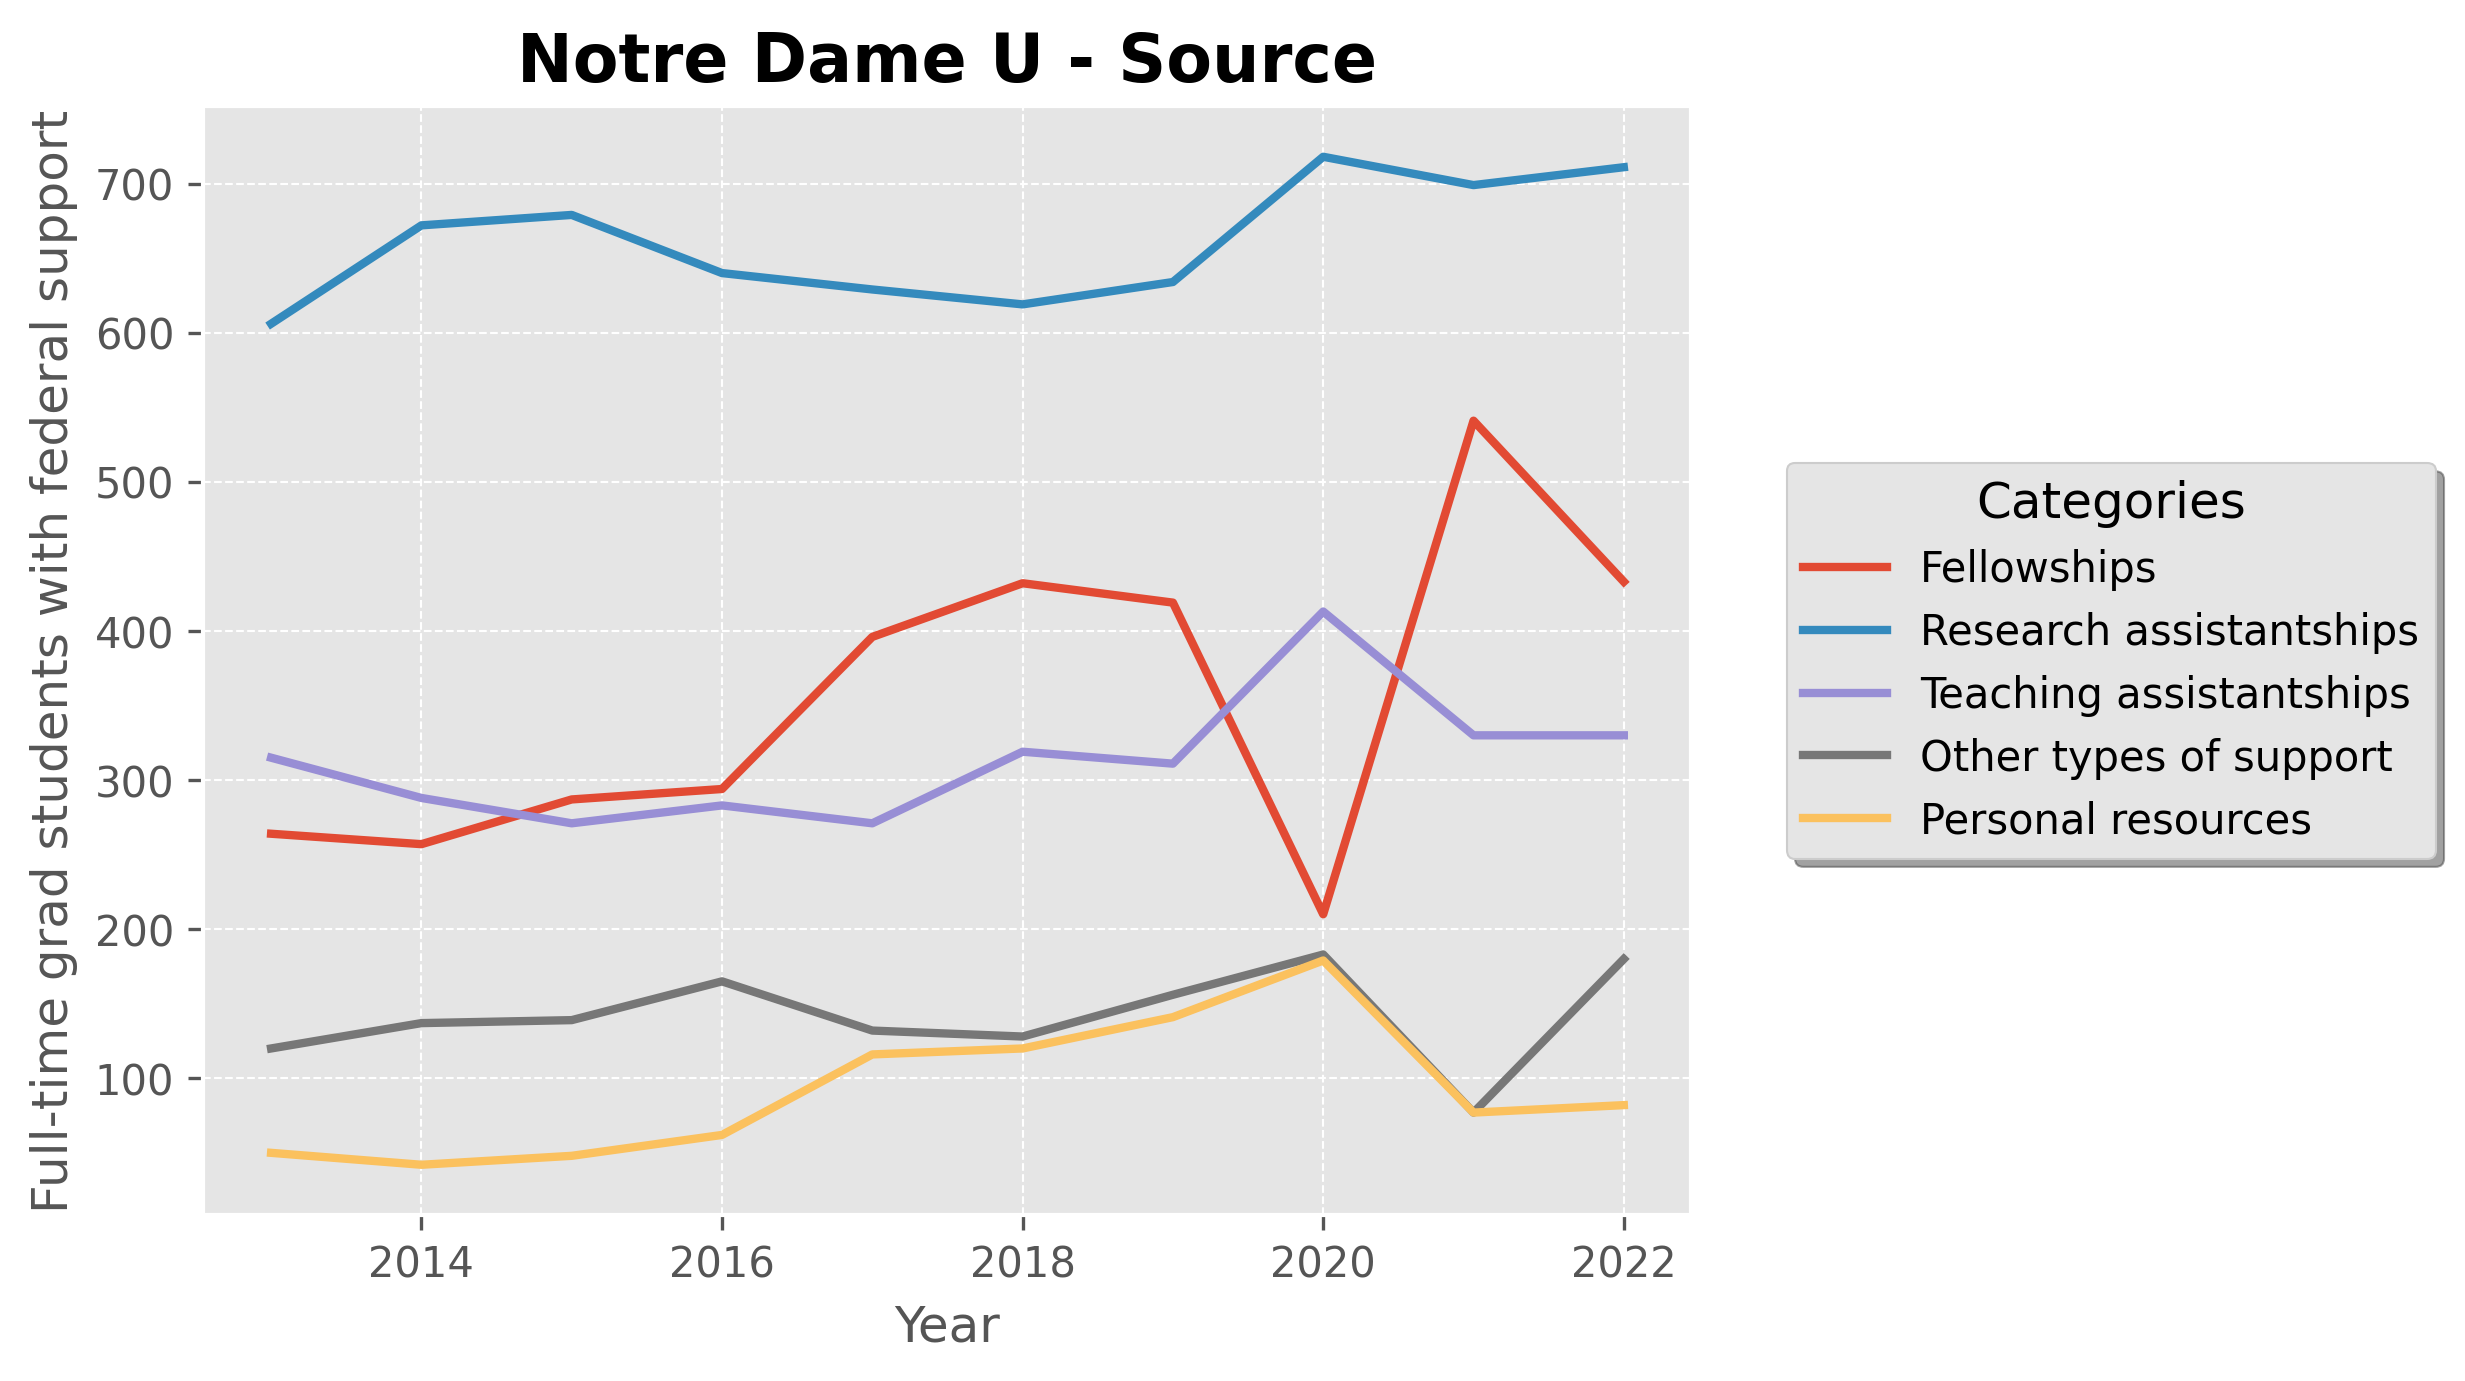 Notre Dame U - Source
Full-time grad students with federal support
700
600
500
400
300
200
100
2014
2016
2018
2020
2022
Year
Categories
Fellowships
Research assistantships
Teaching assistantships
Other types of support
Personal resources